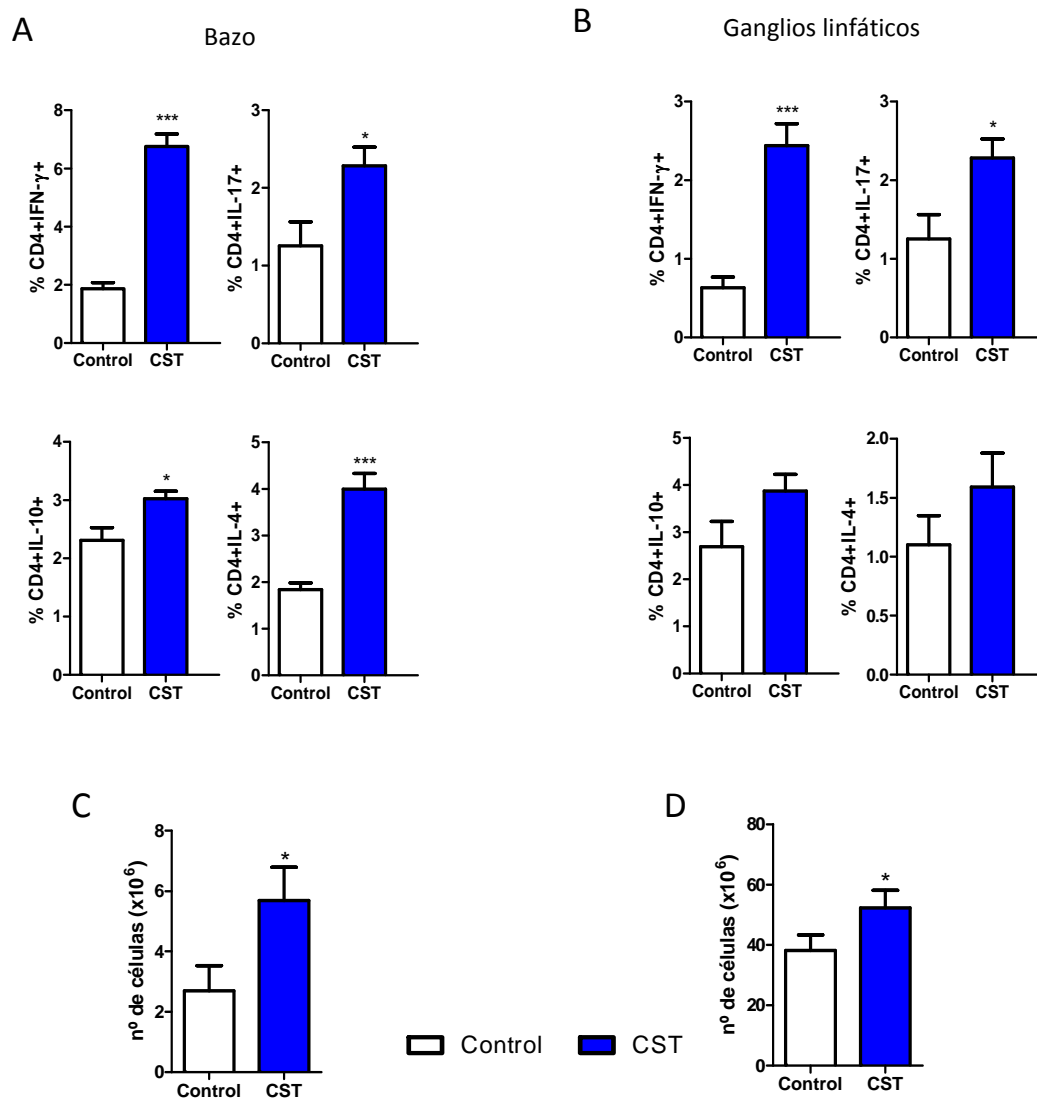 A
Bazo
B
Ganglios linfáticos
% CD4+IFN-γ+
8
6
4
2
0
***
Control
CST
% CD4+IL-17+
3
2
1
0
*
Control
CST
% CD4+IFN-γ+
3
2
1
0
***
Control
CST
% CD4+IL-17+
3
2
1
0
*
Control
CST
% CD4+IL-10+
4
3
2
1
0
*
Control
CST
% CD4+IL-4+
5
4
3
2
1
0
***
Control
CST
% CD4+IL-10+
5
4
3
2
1
0
Control
CST
% CD4+IL-4+
2.0
1.5
1.0
0.5
0.0
Control
CST
C
nº de células (x10⁶)
8
6
4
2
0
*
Control
CST
Control
CST
D
nº de células (x10⁶)
80
60
40
20
0
*
Control
CST